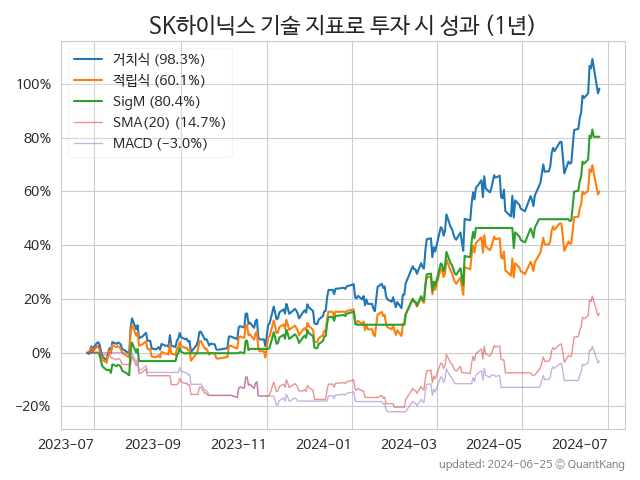 SK하이닉스 기술 지표로 투자 시 성과 (1년)
거치식 (98.3%)
적립식 (60.1%)
SigM (80.4%)
SMA(20) (14.7%)
MACD (−3.0%)
100%
80%
60%
40%
20%
0%
−20%
2023-07 2023-09 2023-11 2024-01 2024-03 2024-05 2024-07
updated: 2024-06-25 © QuantKang